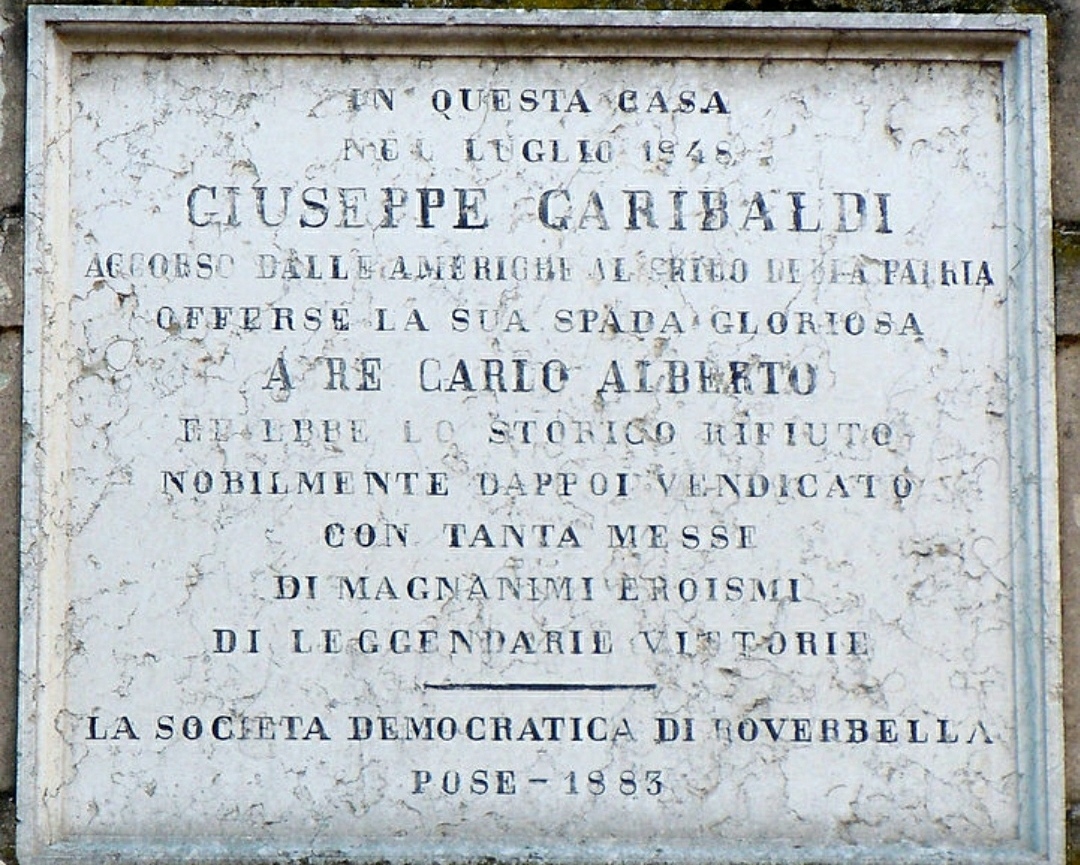 IN QUESTA CASA
NEL LUGLIO 1848
GIUSEPPE GARIBALDI
ACCORSO DALLE AMERICHE AL GRIDO DELLA PATRIA
OFFERSE LA SUA SPADA GLORIOSA
A RE CARLO ALBERTO
ED EBBE LO STORICO RIFIUTO
NOBILMENTE DAPPOI VENDICATO
CON TANTA MESSE
DI MAGNANIMI EROISMI
DI LEGGENDARIE VITTORIE
LA SOCIETA DEMOCRATICA DI ROVERBELLA
POSE - 1883